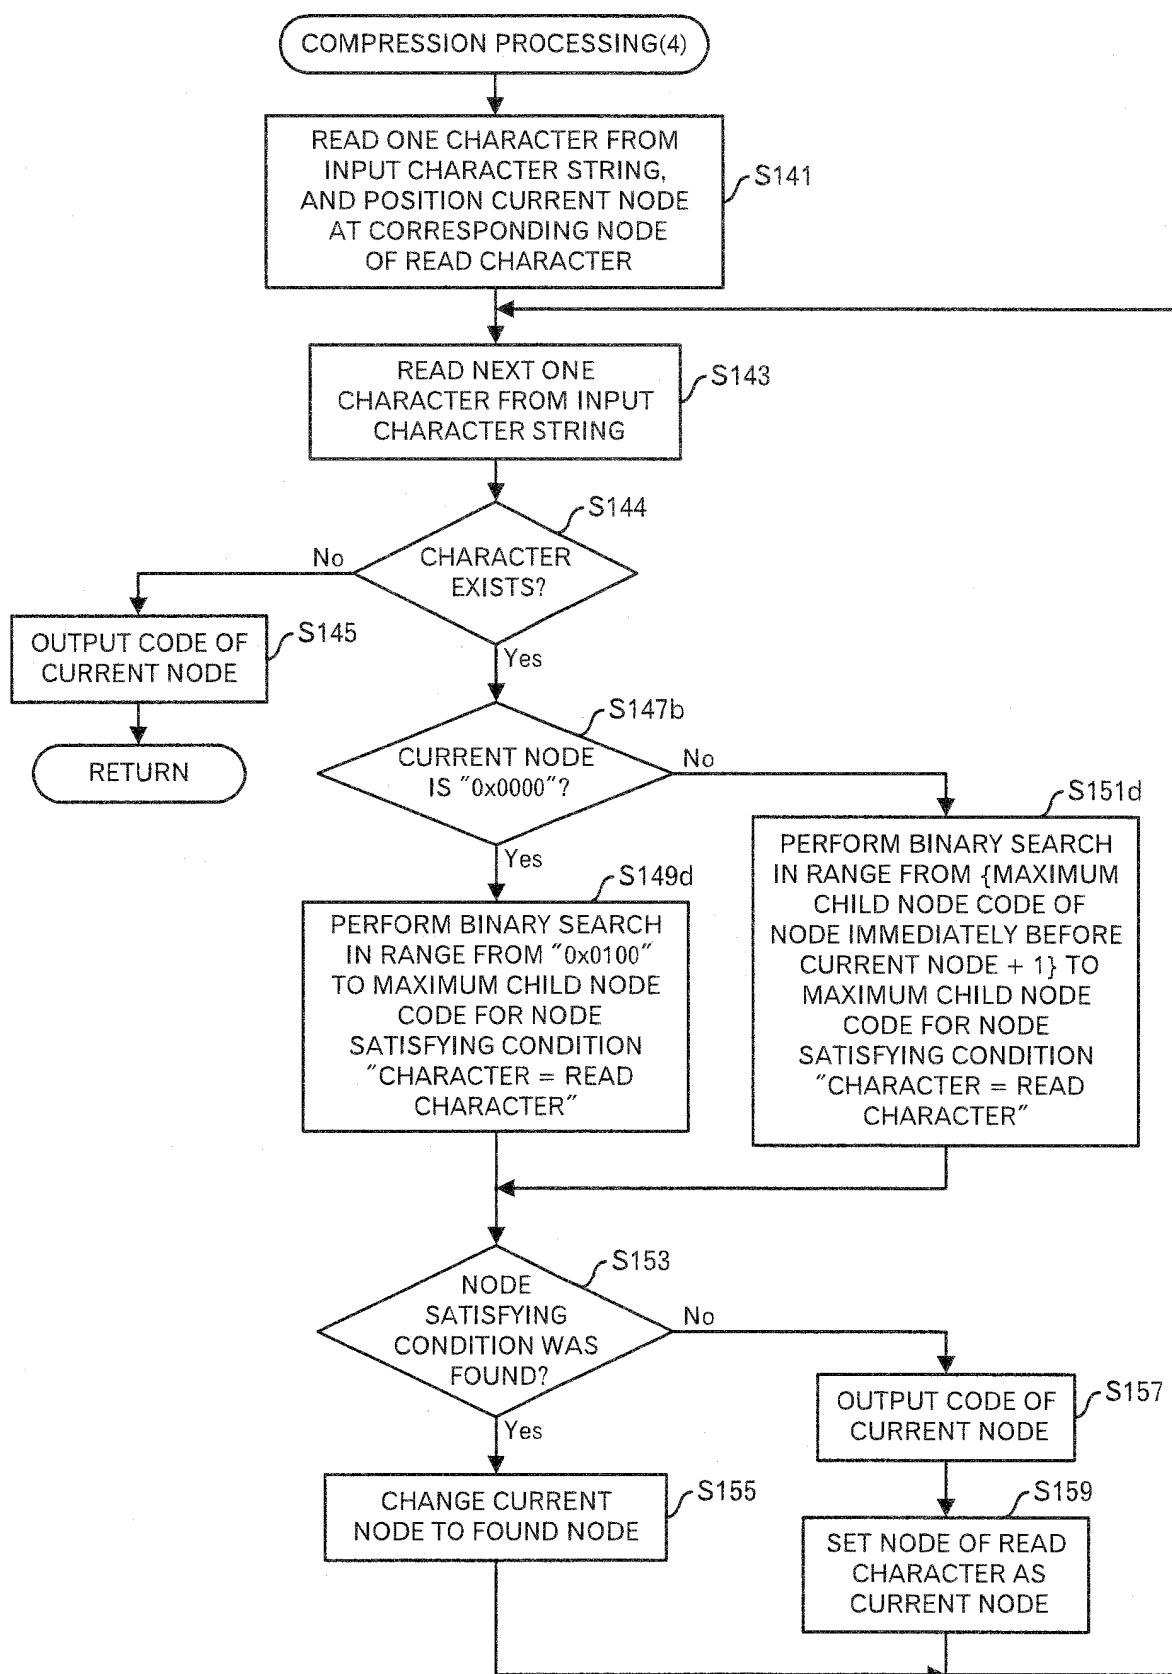 COMPRESSION PROCESSING(4)
READ ONE CHARACTER FROM
INPUT CHARACTER STRING,
AND POSITION CURRENT NODE
AT CORRESPONDING NODE
OF READ CHARACTER
S141
READ NEXT ONE
CHARACTER FROM INPUT
CHARACTER STRING
S143
S144
CHARACTER
EXISTS?
No
Yes
OUTPUT CODE OF
CURRENT NODE
S145
RETURN
S147b
CURRENT NODE
IS "0x0000"?
No
Yes
S149d
PERFORM BINARY SEARCH
IN RANGE FROM "0x0100"
TO MAXIMUM CHILD NODE
CODE FOR NODE
SATISFYING CONDITION
"CHARACTER = READ
CHARACTER"
S151d
PERFORM BINARY SEARCH
IN RANGE FROM {MAXIMUM
CHILD NODE CODE OF
NODE IMMEDIATELY BEFORE
CURRENT NODE + 1} TO
MAXIMUM CHILD NODE
CODE FOR NODE
SATISFYING CONDITION
"CHARACTER = READ
CHARACTER"
S153
NODE
SATISFYING
CONDITION WAS
FOUND?
No
Yes
CHANGE CURRENT
NODE TO FOUND NODE
S155
OUTPUT CODE OF
CURRENT NODE
S157
S159
SET NODE OF READ
CHARACTER AS
CURRENT NODE